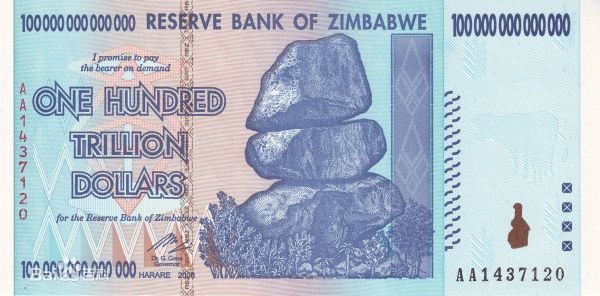 100 000 000 000 000 RESERVE BANK OF ZIMBABWE 100 000 000 000 000
I promise to pay
the bearer on demand
ONE HUNDRED
TRILLION
DOLLARS
for the Reserve Bank of Zimbabwe
Dr. G. Gono
Governor
100 000 000 000 000 HARARE 2008
AA1437120
AA1437120